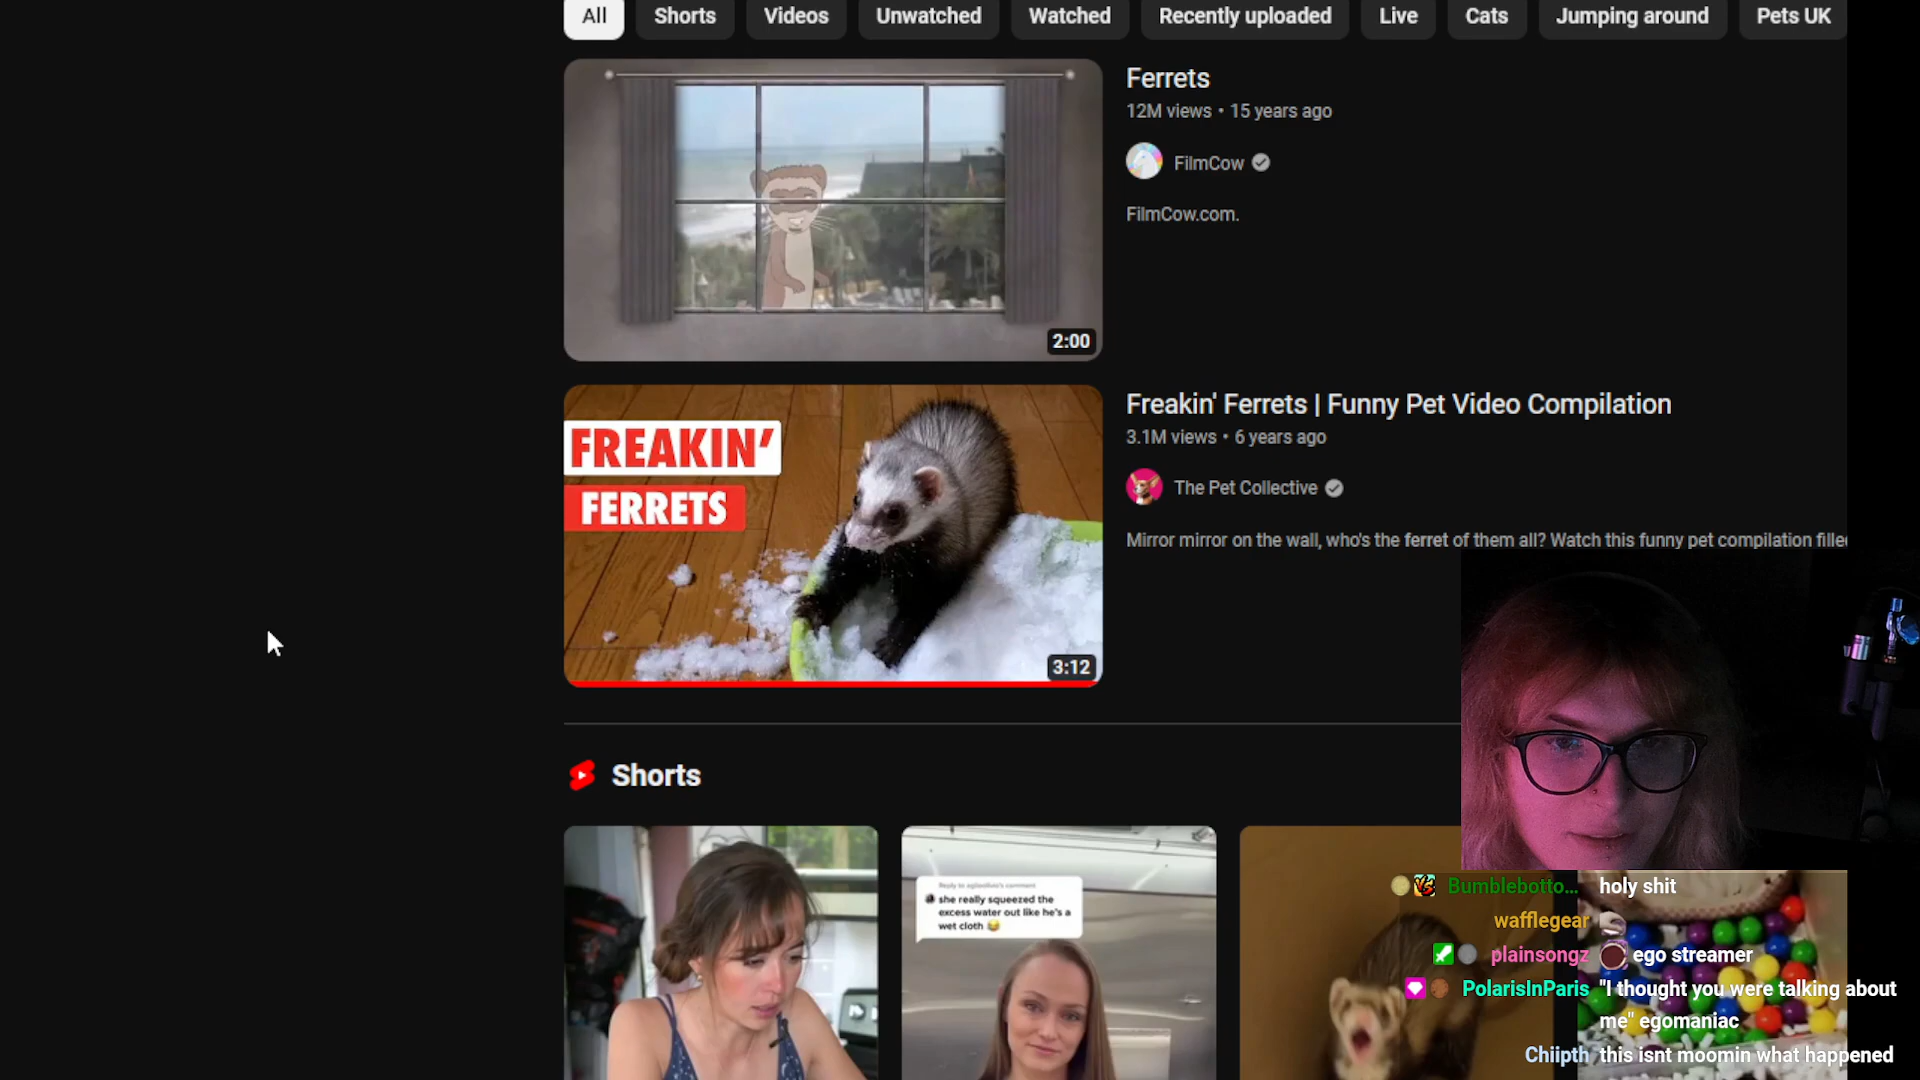 All Shorts Videos Unwatched Watched Recently uploaded Live Cats Jumping around Pets UK
Ferrets
12M views • 15 years ago
FilmCow
FilmCow.com.
2:00
FREAKIN'
FERRETS
3:12
Freakin' Ferrets | Funny Pet Video Compilation
3.1M views • 6 years ago
The Pet Collective
Mirror mirror on the wall, who's the ferret of them all? Watch this funny pet compilation
Shorts
she really squeezed the
excess water out like he's a
wet cloth 😂
Bumblebotto... holy shit
wafflegear
plainsongz ego streamer
PolarisInParis "I thought you were talking about
me" egomaniac
Chiipth this isnt moomin what happened